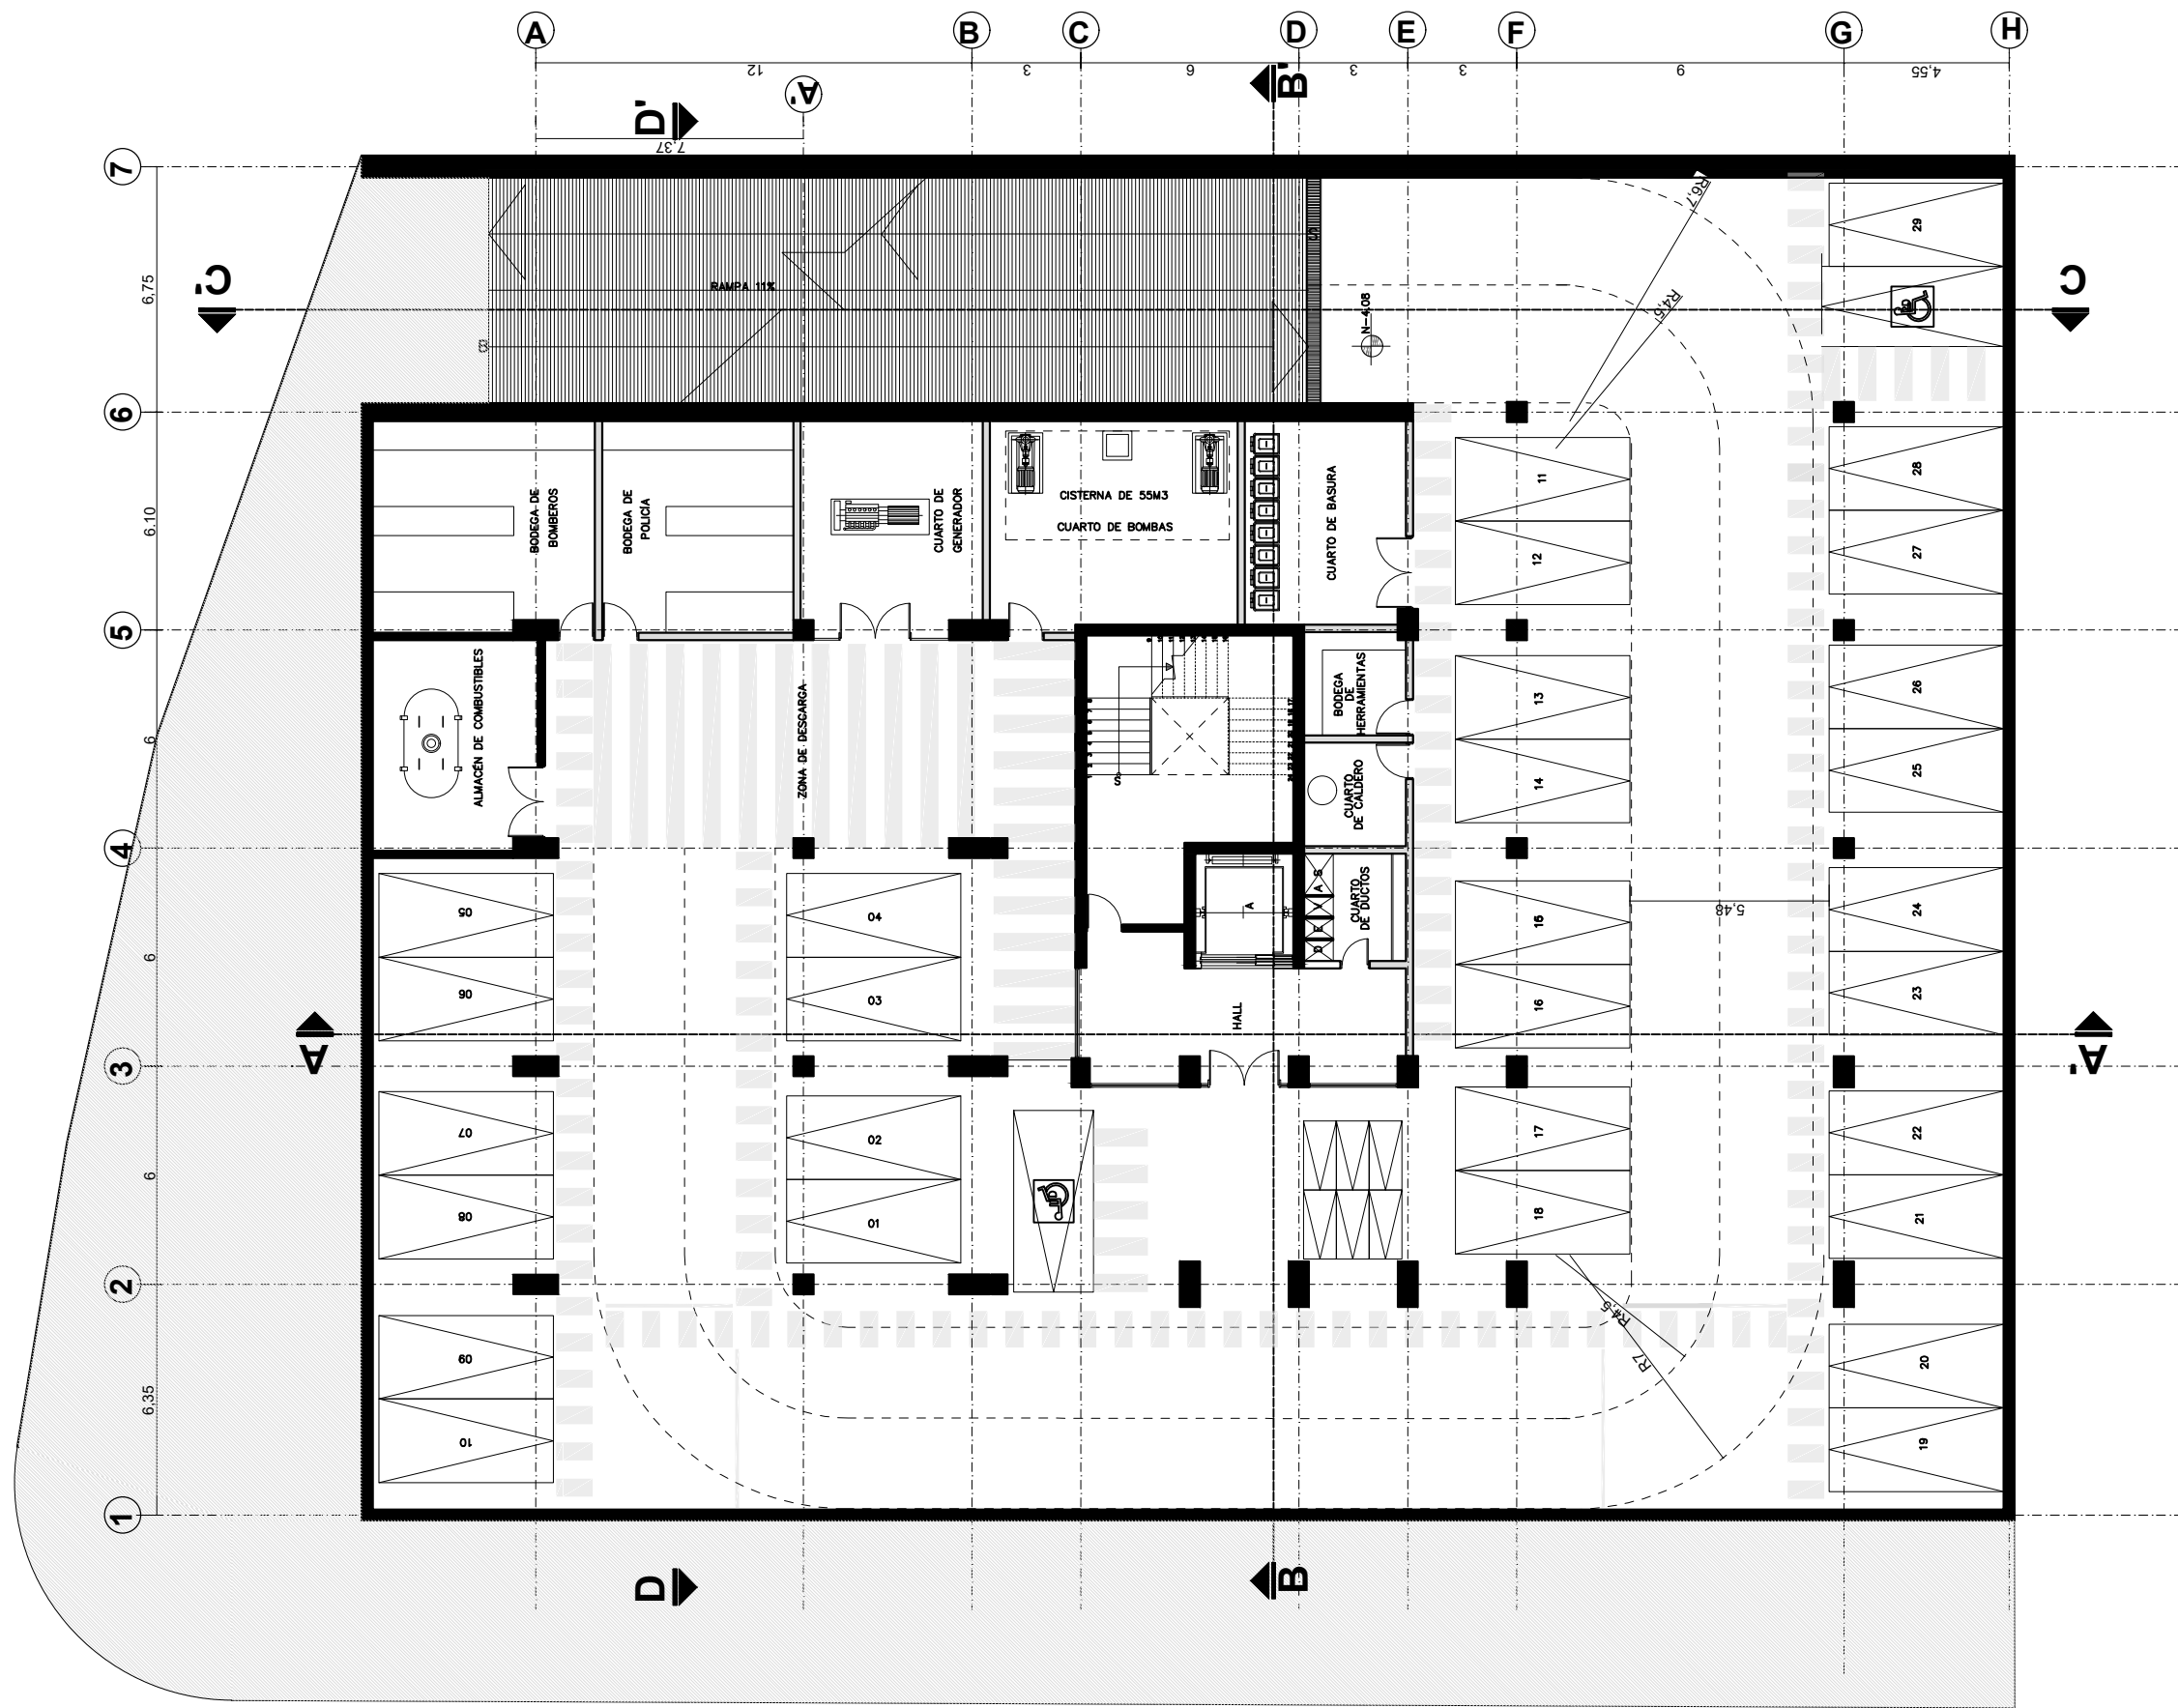 A
B
C
D
E
F
G
H
12
3
6
3
3
9
4,55
A'
7,37
D'
B'
7
6
5
4
3
2
1
6,75
6.10
6
6
6
6,35
C'
C
RAMPA 11%
N-4.08
R6,7
R4,5
BODEGA DE
BOMBEROS
BODEGA DE
POLICÍA
CUARTO DE
GENERADOR
CISTERNA DE 55M3
CUARTO DE BOMBAS
CUARTO DE BASURA
ALMACÉN DE COMBUSTIBLES
ZONA DE DESCARGA
S
BODEGA
DE
HERRAMIENTAS
CUARTO
DE CALDERO
CUARTO
DE DUCTOS
D E V A S
A
HALL
5,48
A
A'
01
02
03
04
05
06
07
08
09
10
11
12
13
14
15
16
17
18
19
20
21
22
23
24
25
26
27
28
29
R4,5
R7
D
B